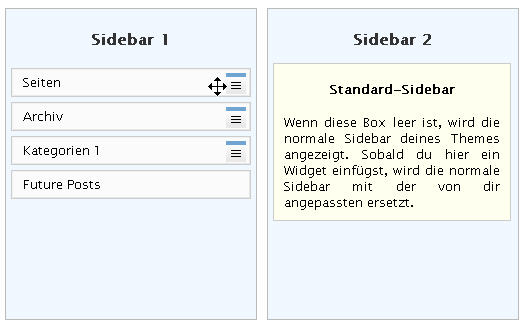 Sidebar 1
Seiten
Archiv
Kategorien 1
Future Posts
Sidebar 2
Standard-Sidebar
Wenn diese Box leer ist, wird die
normale Sidebar deines Themes
angezeigt. Sobald du hier ein
Widget einfügst, wird die normale
Sidebar mit der von dir
angepassten ersetzt.